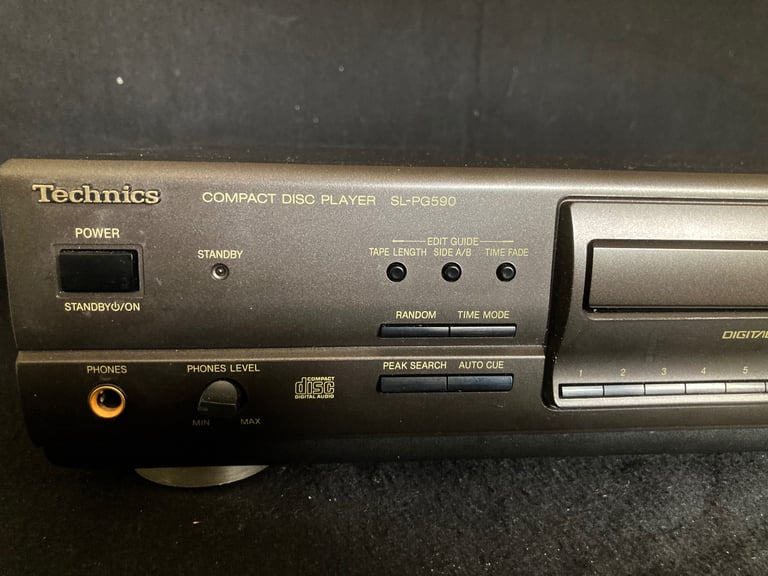 Technics
COMPACT DISC PLAYER SL-PG590
POWER
STANDBY⏻/ON
STANDBY
EDIT GUIDE
TAPE LENGTH SIDE A/B TIME FADE
RANDOM TIME MODE
PHONES
PHONES LEVEL
MIN MAX
COMPACT
disc
DIGITAL AUDIO
PEAK SEARCH AUTO CUE
DIGITAL
1 2 3 4 5